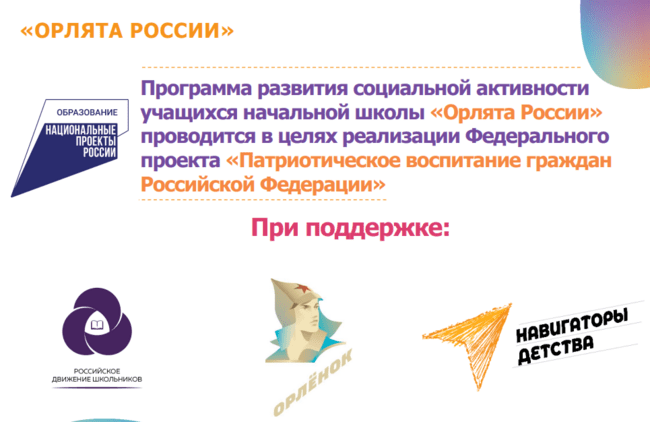 «ОРЛЯТА РОССИИ»
ОБРАЗОВАНИЕ
НАЦИОНАЛЬНЫЕ
ПРОЕКТЫ
РОССИИ
Программа развития социальной активности
учащихся начальной школы «Орлята России»
проводится в целях реализации Федерального
проекта «Патриотическое воспитание граждан
Российской Федерации»
При поддержке:
РОССИЙСКОЕ
ДВИЖЕНИЕ ШКОЛЬНИКОВ
ОРЛЁНОК
НАВИГАТОРЫ
ДЕТСТВА